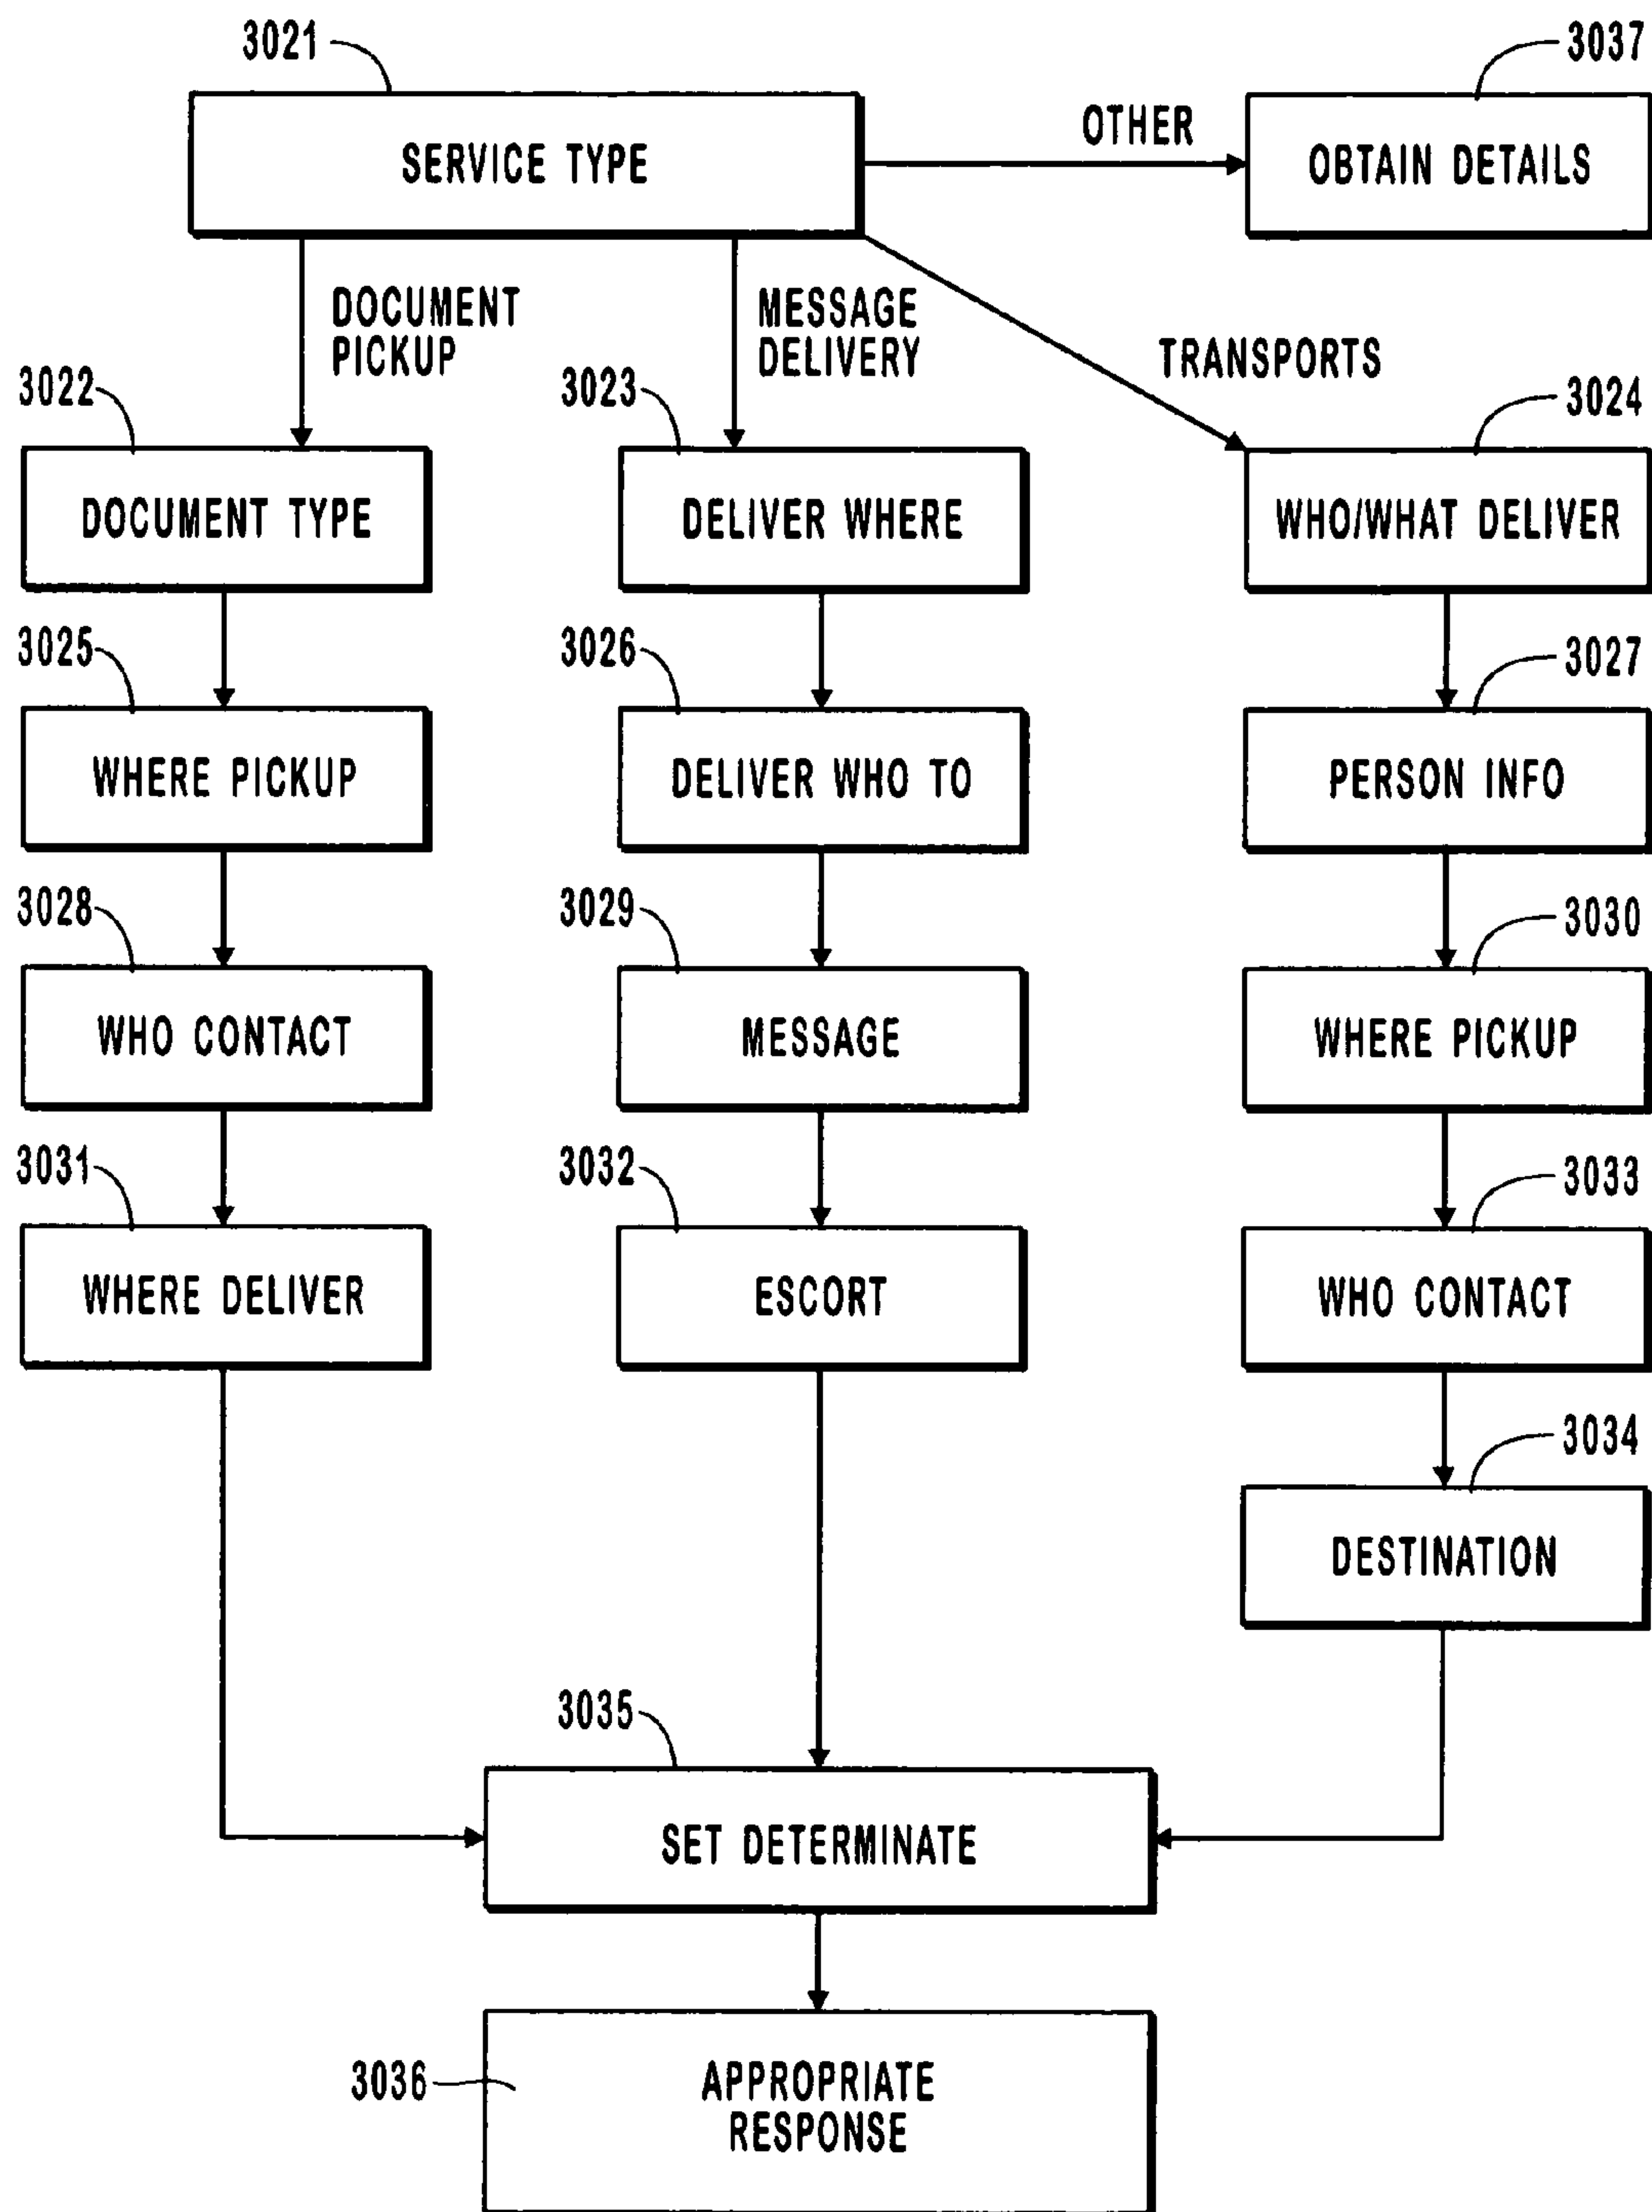 3021
3037
SERVICE TYPE
OTHER
OBTAIN DETAILS
DOCUMENT
PICKUP
MESSAGE
DELIVERY
TRANSPORTS
3022
3023
3024
DOCUMENT TYPE
DELIVER WHERE
WHO/WHAT DELIVER
3025
3026
3027
WHERE PICKUP
DELIVER WHO TO
PERSON INFO
3028
3029
3030
WHO CONTACT
MESSAGE
WHERE PICKUP
3031
3032
3033
WHERE DELIVER
ESCORT
WHO CONTACT
3034
DESTINATION
3035
SET DETERMINATE
3036
APPROPRIATE
RESPONSE